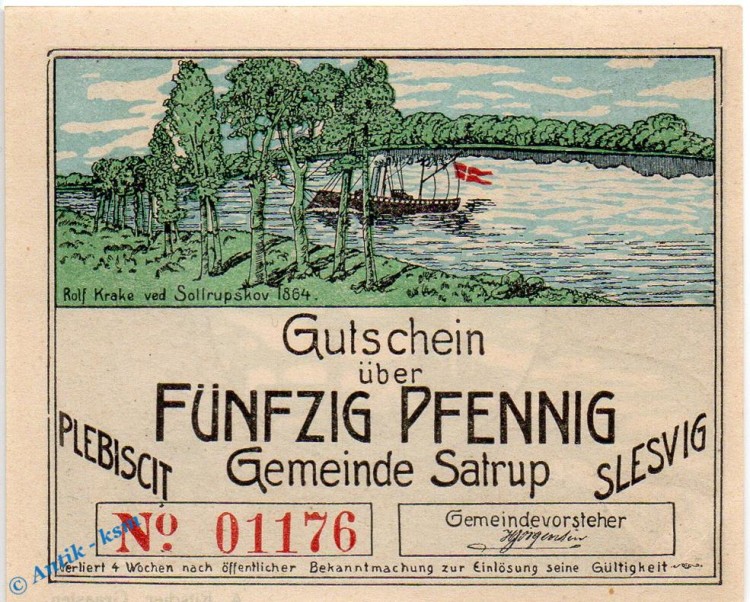 Rolf Krake ved Sottrupskov 1864.
Gutschein
über
FÜNFZIG PFENNIG
PLEBISCIT
Gemeinde Satrup
SLESVIG
No. 01176
Gemeindevorsteher
HJørgensen
verliert 4 Wochen nach öffentlicher Bekanntmachung zur Einlösung seine Gültigkeit
© Antik - ksm